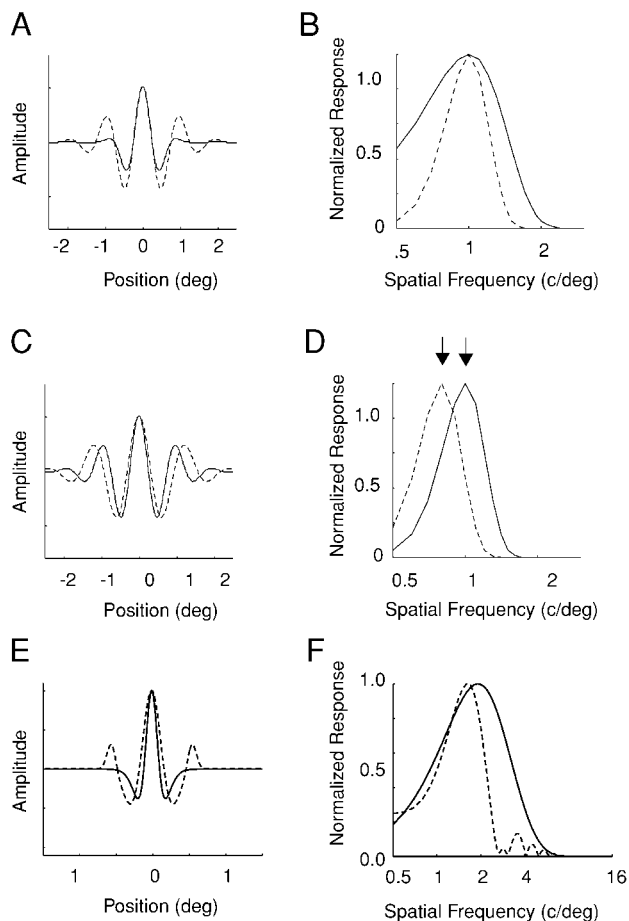 A
Amplitude
-2 -1 0 1 2
Position (deg)
B
Normalized Response
1.0
0.5
0
.5 1 2
Spatial Frequency (c/deg)
C
Amplitude
-2 -1 0 1 2
Position (deg)
D
Normalized Response
1.0
0.5
0
0.5 1 2
Spatial Frequency (c/deg)
E
Amplitude
1 0 1
Position (deg)
F
Normalized Response
1.0
0.5
0.0
0.5 1 2 4 16
Spatial Frequency (c/deg)